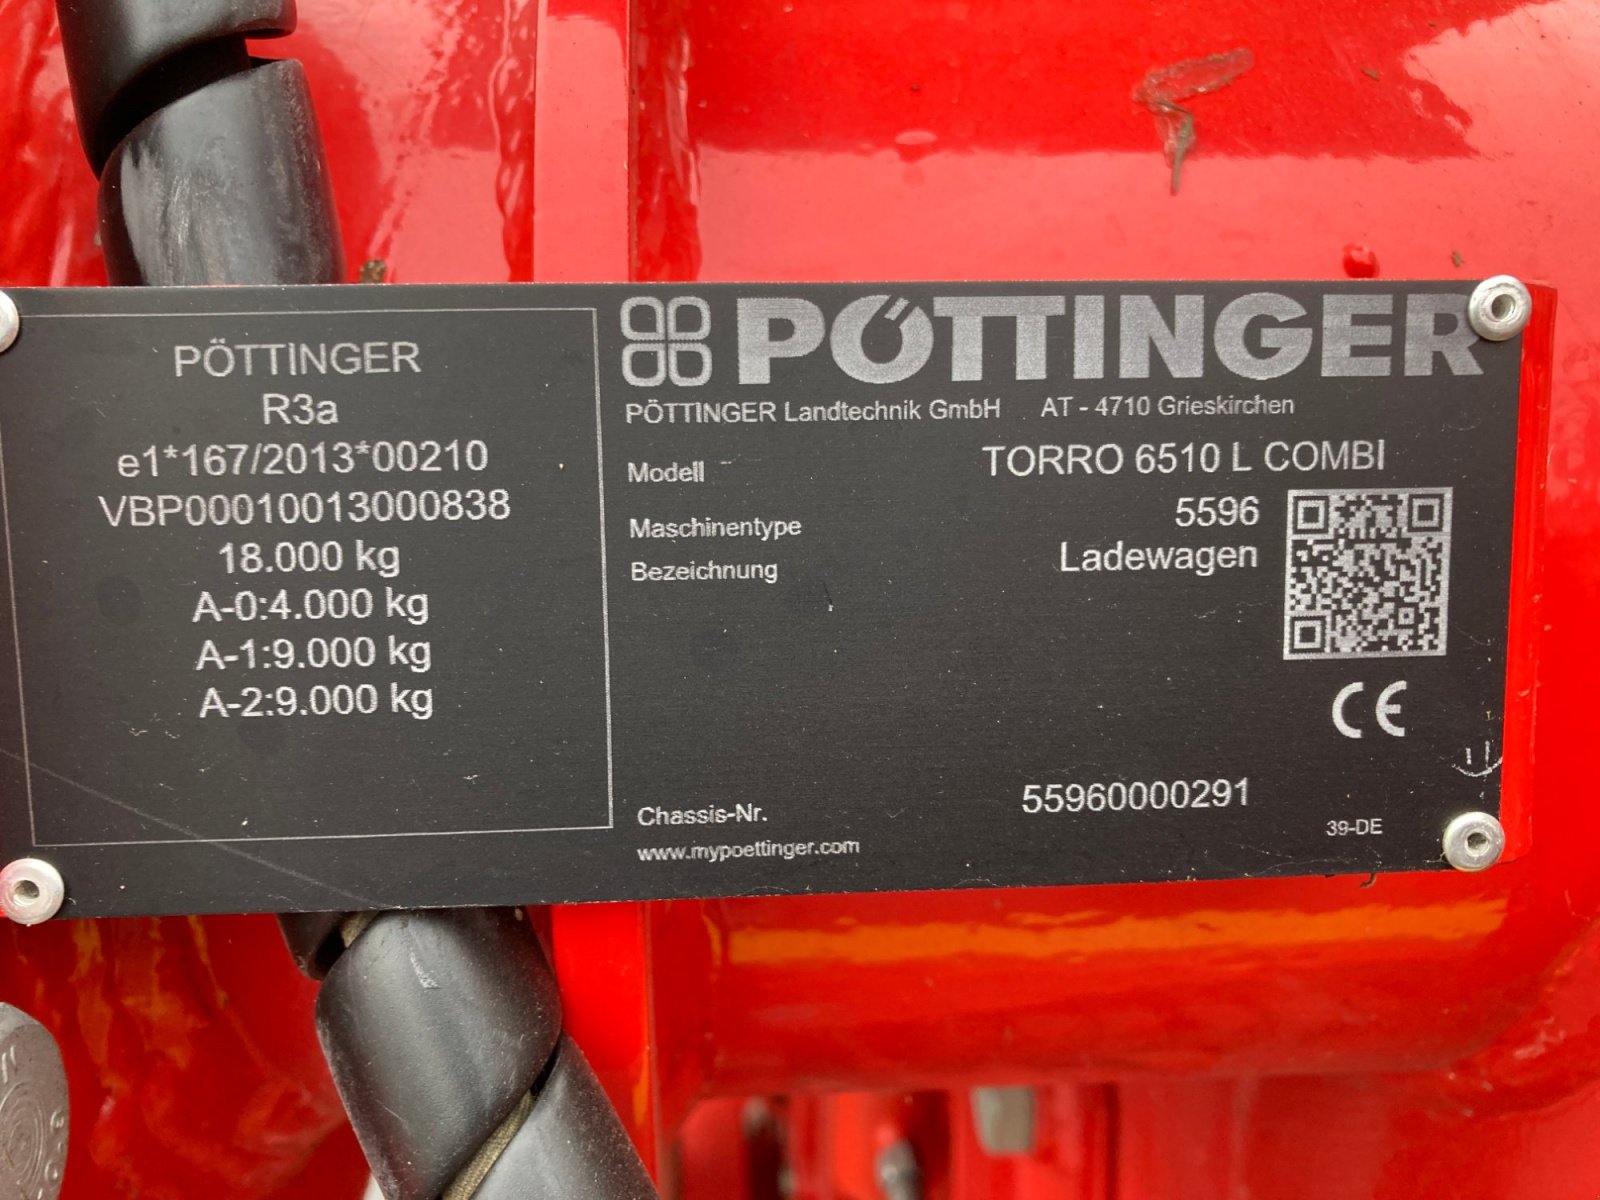 PÖTTINGER
R3a
e1*167/2013*00210
VBP00010013000838
18.000 kg
A-0:4.000 kg
A-1:9.000 kg
A-2:9.000 kg
PÖTTINGER
PÖTTINGER Landtechnik GmbH AT - 4710 Grieskirchen
Modell TORRO 6510 L COMBI
Maschinentype 5596
Bezeichnung Ladewagen
CE
Chassis-Nr. 55960000291
www.mypoettinger.com 39-DE